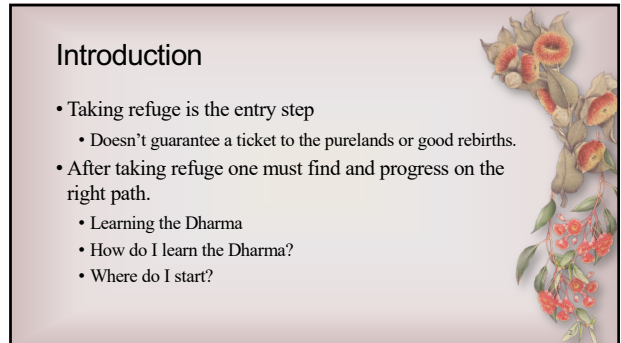 Introduction
• Taking refuge is the entry step
• Doesn't guarantee a ticket to the purelands or good rebirths.
• After taking refuge one must find and progress on the
right path.
• Learning the Dharma
• How do I learn the Dharma?
• Where do I start?